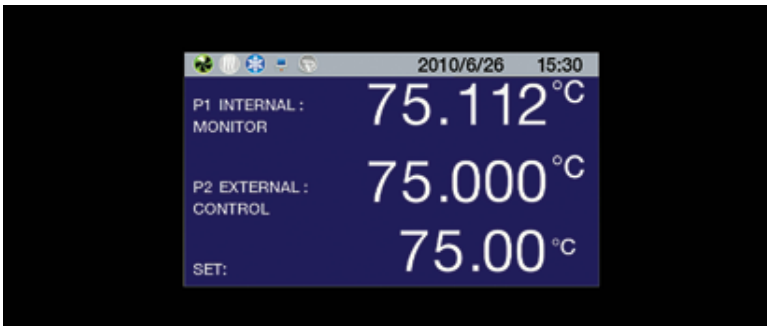 2010/6/26 15:30
P1 INTERNAL : 75.112°C
MONITOR
P2 EXTERNAL : 75.000°C
CONTROL
SET: 75.00 °C